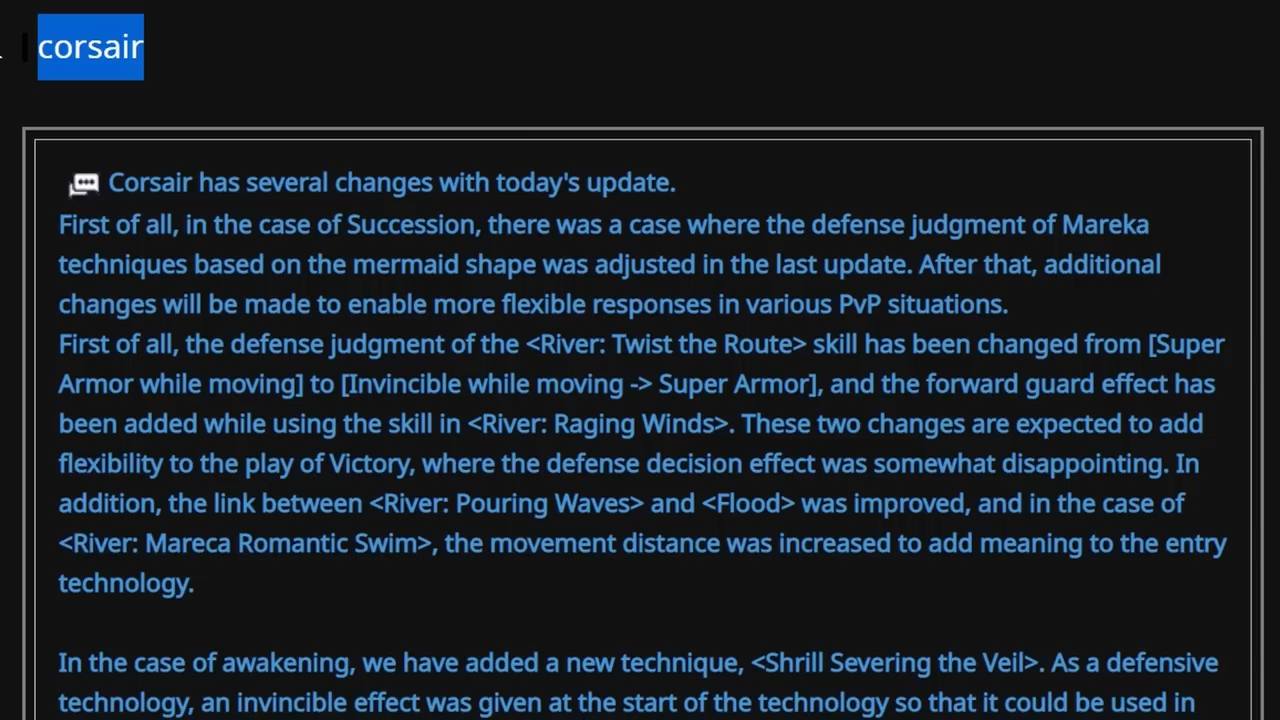 corsair
Corsair has several changes with today's update.
First of all, in the case of Succession, there was a case where the defense judgment of Mareka
techniques based on the mermaid shape was adjusted in the last update. After that, additional
changes will be made to enable more flexible responses in various PvP situations.
First of all, the defense judgment of the <River: Twist the Route> skill has been changed from [Super
Armor while moving] to [Invincible while moving -> Super Armor], and the forward guard effect has
been added while using the skill in <River: Raging Winds>. These two changes are expected to add
flexibility to the play of Victory, where the defense decision effect was somewhat disappointing. In
addition, the link between <River: Pouring Waves> and <Flood> was improved, and in the case of
<River: Mareca Romantic Swim>, the movement distance was increased to add meaning to the entry
technology.
In the case of awakening, we have added a new technique, <Shrill Severing the Veil>. As a defensive
technology, an invincible effect was given at the start of the technology so that it could be used in